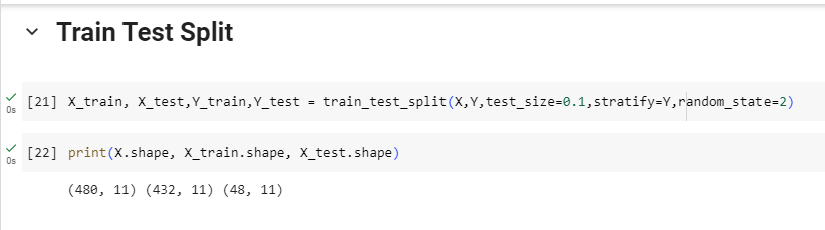 Train Test Split
0s [21] X_train, X_test,Y_train,Y_test = train_test_split(X,Y,test_size=0.1,stratify=Y,random_state=2)
0s [22] print(X.shape, X_train.shape, X_test.shape)
(480, 11) (432, 11) (48, 11)